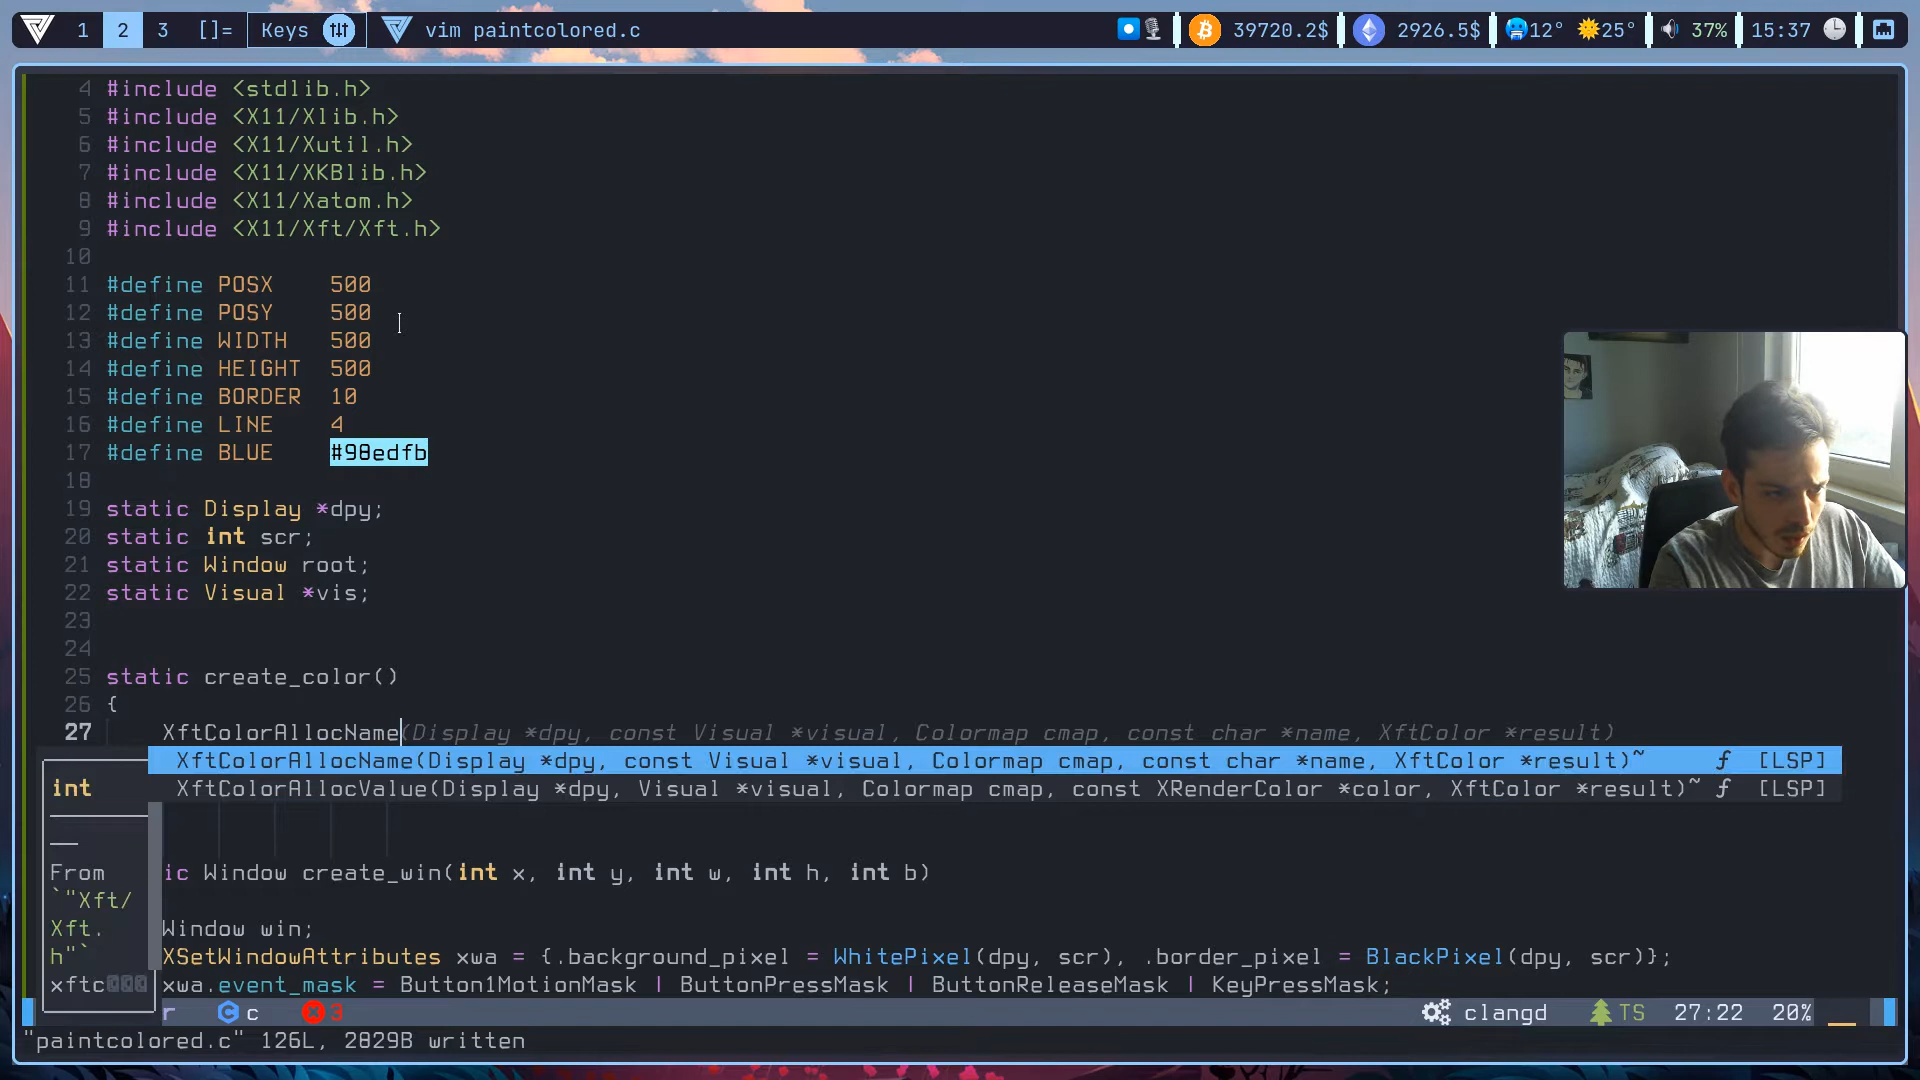 1 2 3 []= Keys vim paintcolored.c 39720.2$ 2926.5$ 12° 25° 37% 15:37
4 #include <stdlib.h>
5 #include <X11/Xlib.h>
6 #include <X11/Xutil.h>
7 #include <X11/XKBlib.h>
8 #include <X11/Xatom.h>
9 #include <X11/Xft/Xft.h>
10
11 #define POSX 500
12 #define POSY 500
13 #define WIDTH 500
14 #define HEIGHT 500
15 #define BORDER 10
16 #define LINE 4
17 #define BLUE #98edfb
18
19 static Display *dpy;
20 static int scr;
21 static Window root;
22 static Visual *vis;
23
24
25 static create_color()
26 {
27 XftColorAllocName(Display *dpy, const Visual *visual, Colormap cmap, const char *name, XftColor *result)
XftColorAllocName(Display *dpy, const Visual *visual, Colormap cmap, const char *name, XftColor *result)~ ƒ [LSP]
int XftColorAllocValue(Display *dpy, Visual *visual, Colormap cmap, const XRenderColor *color, XftColor *result)~ ƒ [LSP]
From ic Window create_win(int x, int y, int w, int h, int b)
`"Xft/
Xft. Window win;
h"` XSetWindowAttributes xwa = {.background_pixel = WhitePixel(dpy, scr), .border_pixel = BlackPixel(dpy, scr)};
xftc xwa.event_mask = Button1MotionMask | ButtonPressMask | ButtonReleaseMask | KeyPressMask;
r c 3 clangd TS 27:22 20%
"paintcolored.c" 126L, 2829B written